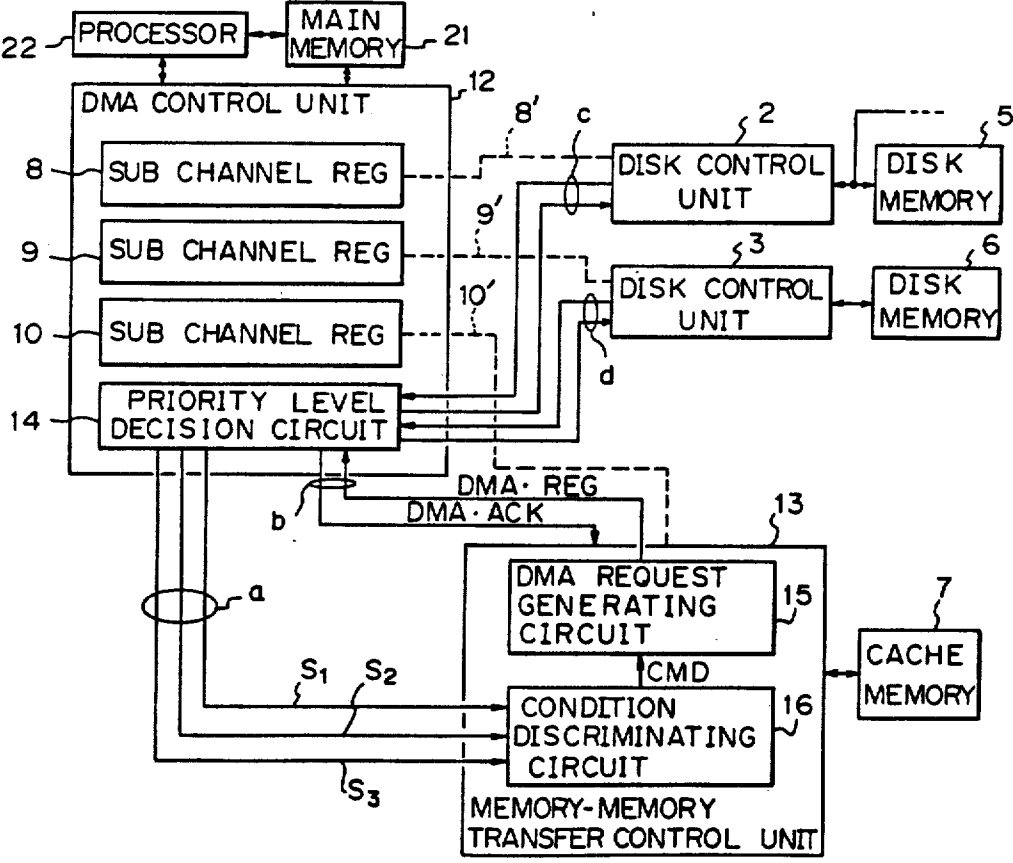 22
PROCESSOR
MAIN
MEMORY
21
DMA CONTROL UNIT
12
8
SUB CHANNEL REG
8'
c
2
DISK CONTROL
UNIT
5
DISK
MEMORY
9
SUB CHANNEL REG
9'
3
DISK CONTROL
UNIT
6
DISK
MEMORY
10
SUB CHANNEL REG
10'
d
14
PRIORITY LEVEL
DECISION CIRCUIT
b
DMA·REG
DMA·ACK
13
DMA REQUEST
GENERATING
CIRCUIT
15
a
7
CACHE
MEMORY
CMD
S1
S2
S3
CONDITION
DISCRIMINATING
CIRCUIT
16
MEMORY-MEMORY
TRANSFER CONTROL UNIT